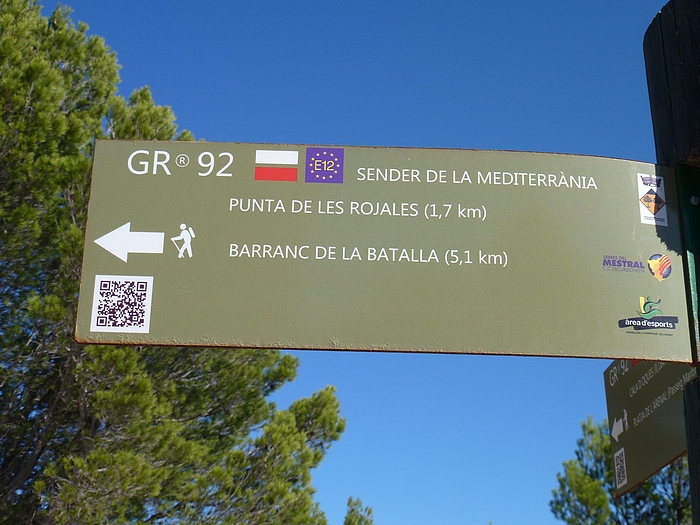 GR® 92
E12
SENDER DE LA MEDITERRÀNIA
PUNTA DE LES ROJALES (1,7 km)
BARRANC DE LA BATALLA (5,1 km)
MESTRAL
àrea d'esports
GR® 92